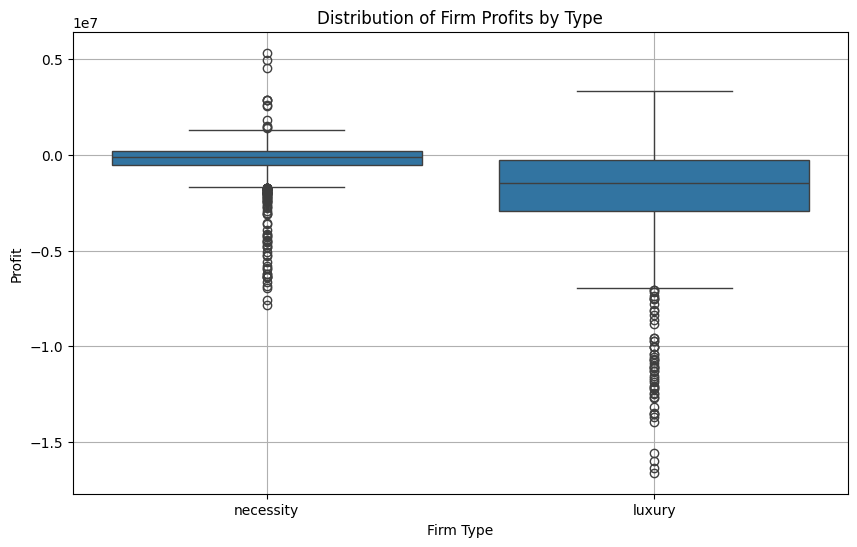 Distribution of Firm Profits by Type
1e7
0.5
0.0
−0.5
−1.0
−1.5
Profit
necessity
luxury
Firm Type